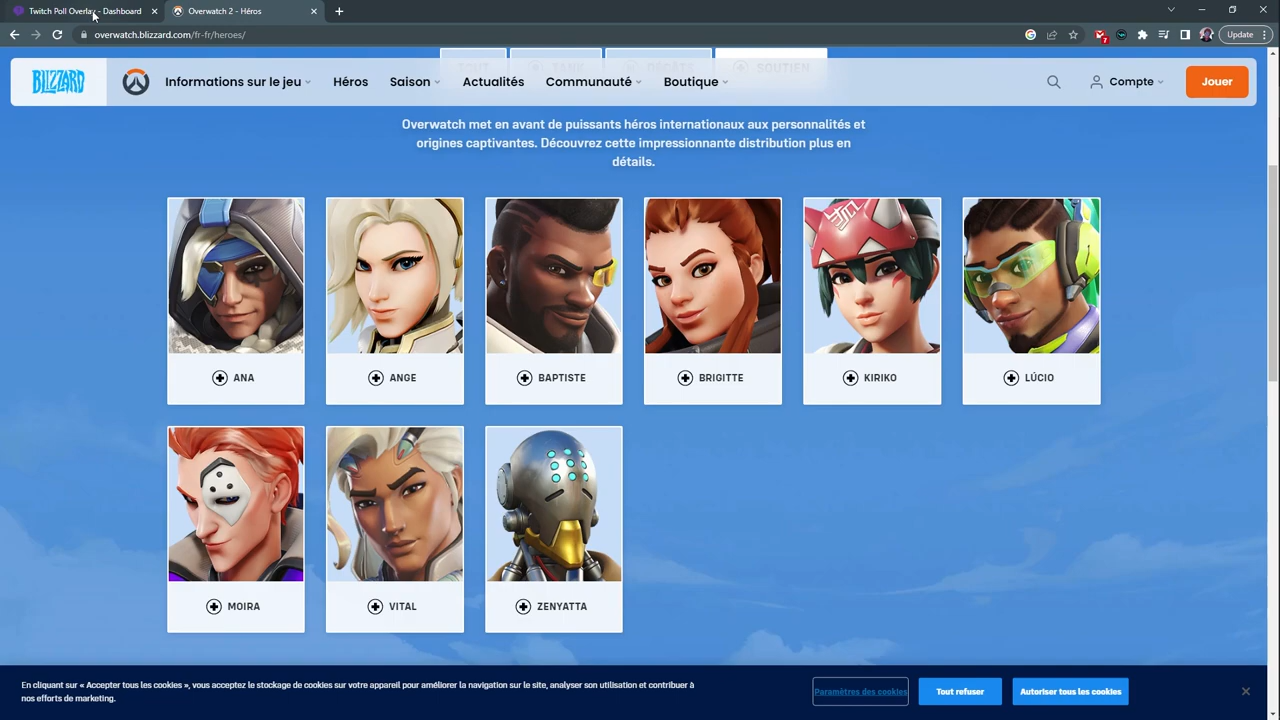 Twitch Poll Overlay - Dashboard
Overwatch 2 - Héros
overwatch.blizzard.com/fr-fr/heroes/
7
Update
BLIZZARD
Informations sur le jeu
Héros
Saison
Actualités
Communauté
Boutique
Compte
Jouer
TOUT
TANK
DÉGÂTS
SOUTIEN
Overwatch met en avant de puissants héros internationaux aux personnalités et
origines captivantes. Découvrez cette impressionnante distribution plus en
détails.
ANA
ANGE
BAPTISTE
BRIGITTE
KIRIKO
LÚCIO
MOIRA
VITAL
ZENYATTA
En cliquant sur « Accepter tous les cookies », vous acceptez le stockage de cookies sur votre appareil pour améliorer la navigation sur le site, analyser son utilisation et contribuer à
nos efforts de marketing.
Paramètres des cookies
Tout refuser
Autoriser tous les cookies